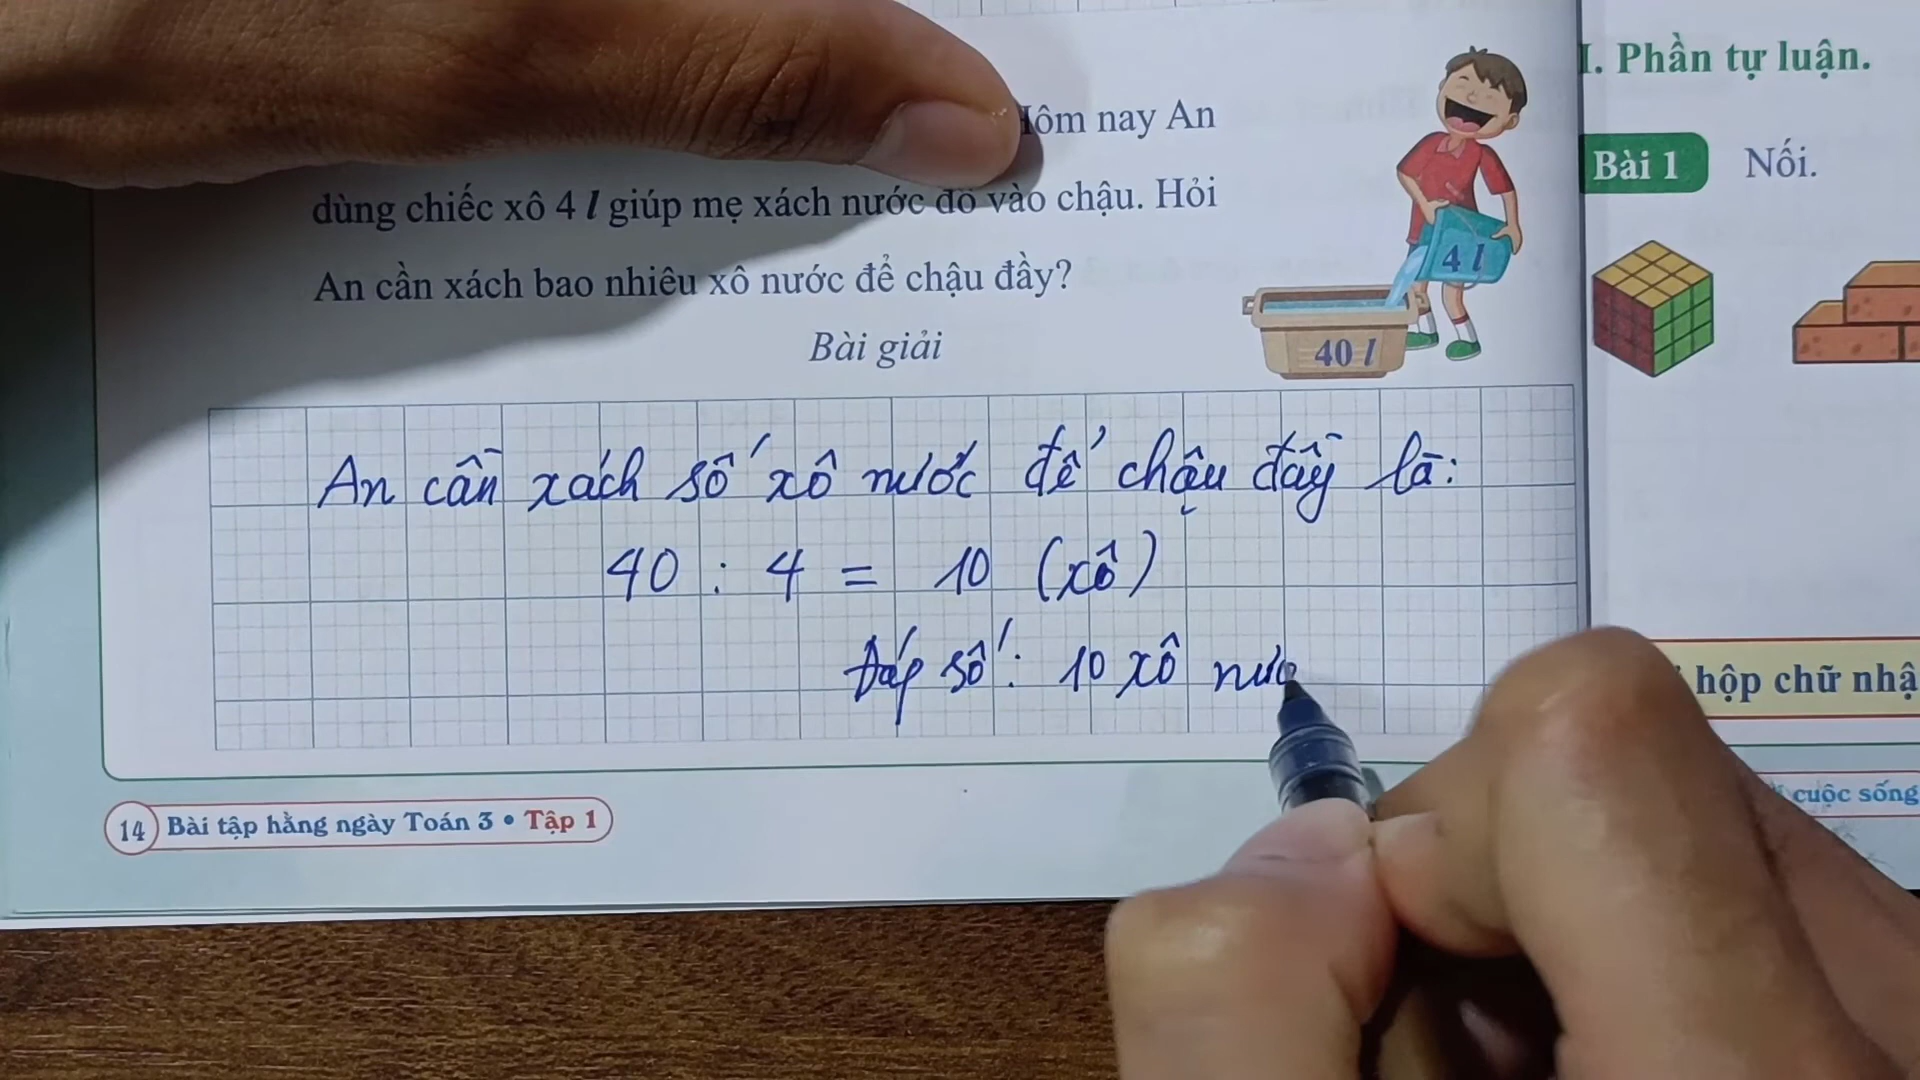 Hôm nay An
dùng chiếc xô 4 l giúp mẹ xách nước đổ vào chậu. Hỏi
An cần xách bao nhiêu xô nước để chậu đầy?
4 l
40 l
Bài giải
An cần xách số xô nước để chậu đầy là:
40 : 4 = 10 (xô)
Đáp số: 10 xô nướ
14 Bài tập hằng ngày Toán 3 • Tập 1
I. Phần tự luận.
Bài 1 Nối.
hộp chữ nhậ
cuộc sống